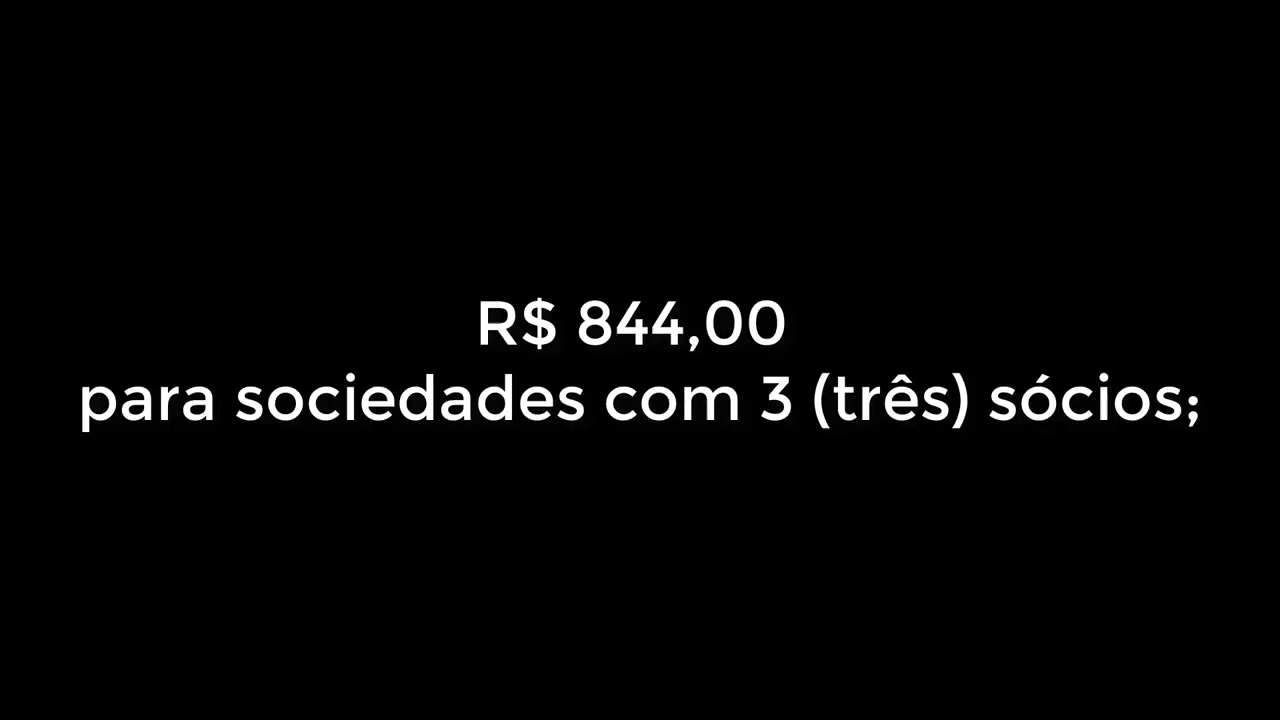 R$ 844,00
para sociedades com 3 (três) sócios;